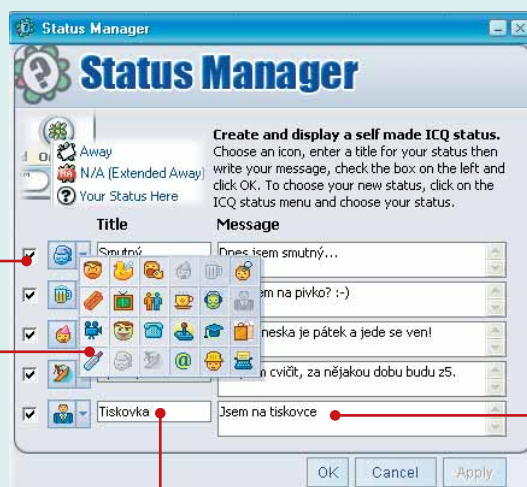 Status Manager
Status Manager
Away
N/A (Extended Away)
Your Status Here
Create and display a self made ICQ status.
Choose an icon, enter a title for your status then
write your message, check the box on the left and
click OK. To choose your new status, click on the
ICQ status menu and choose your status.
Title Message
Smutný Dnes jsem smutný...
na pivko? :-)
je pátek a jede se ven!
cvičit, za nějakou dobu budu z5.
Tiskovka Jsem na tiskovce
OK Cancel Apply